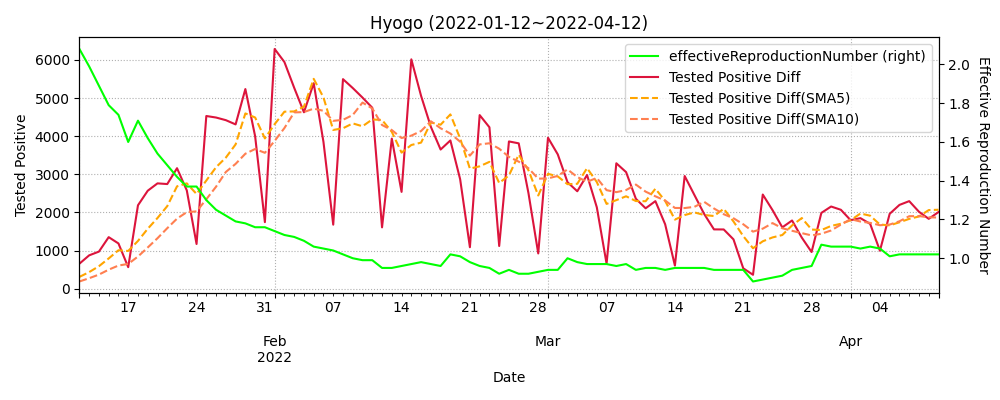 Hyogo (2022-01-12~2022-04-12)
effectiveReproductionNumber (right)
Tested Positive Diff
Tested Positive Diff(SMA5)
Tested Positive Diff(SMA10)
Tested Positive
6000
5000
4000
3000
2000
1000
0
2.0
1.8
1.6
1.4
1.2
1.0
Effective Reproduction Number
17 24 31 07 14 21 28 07 14 21 28 04
Feb Mar Apr
2022
Date